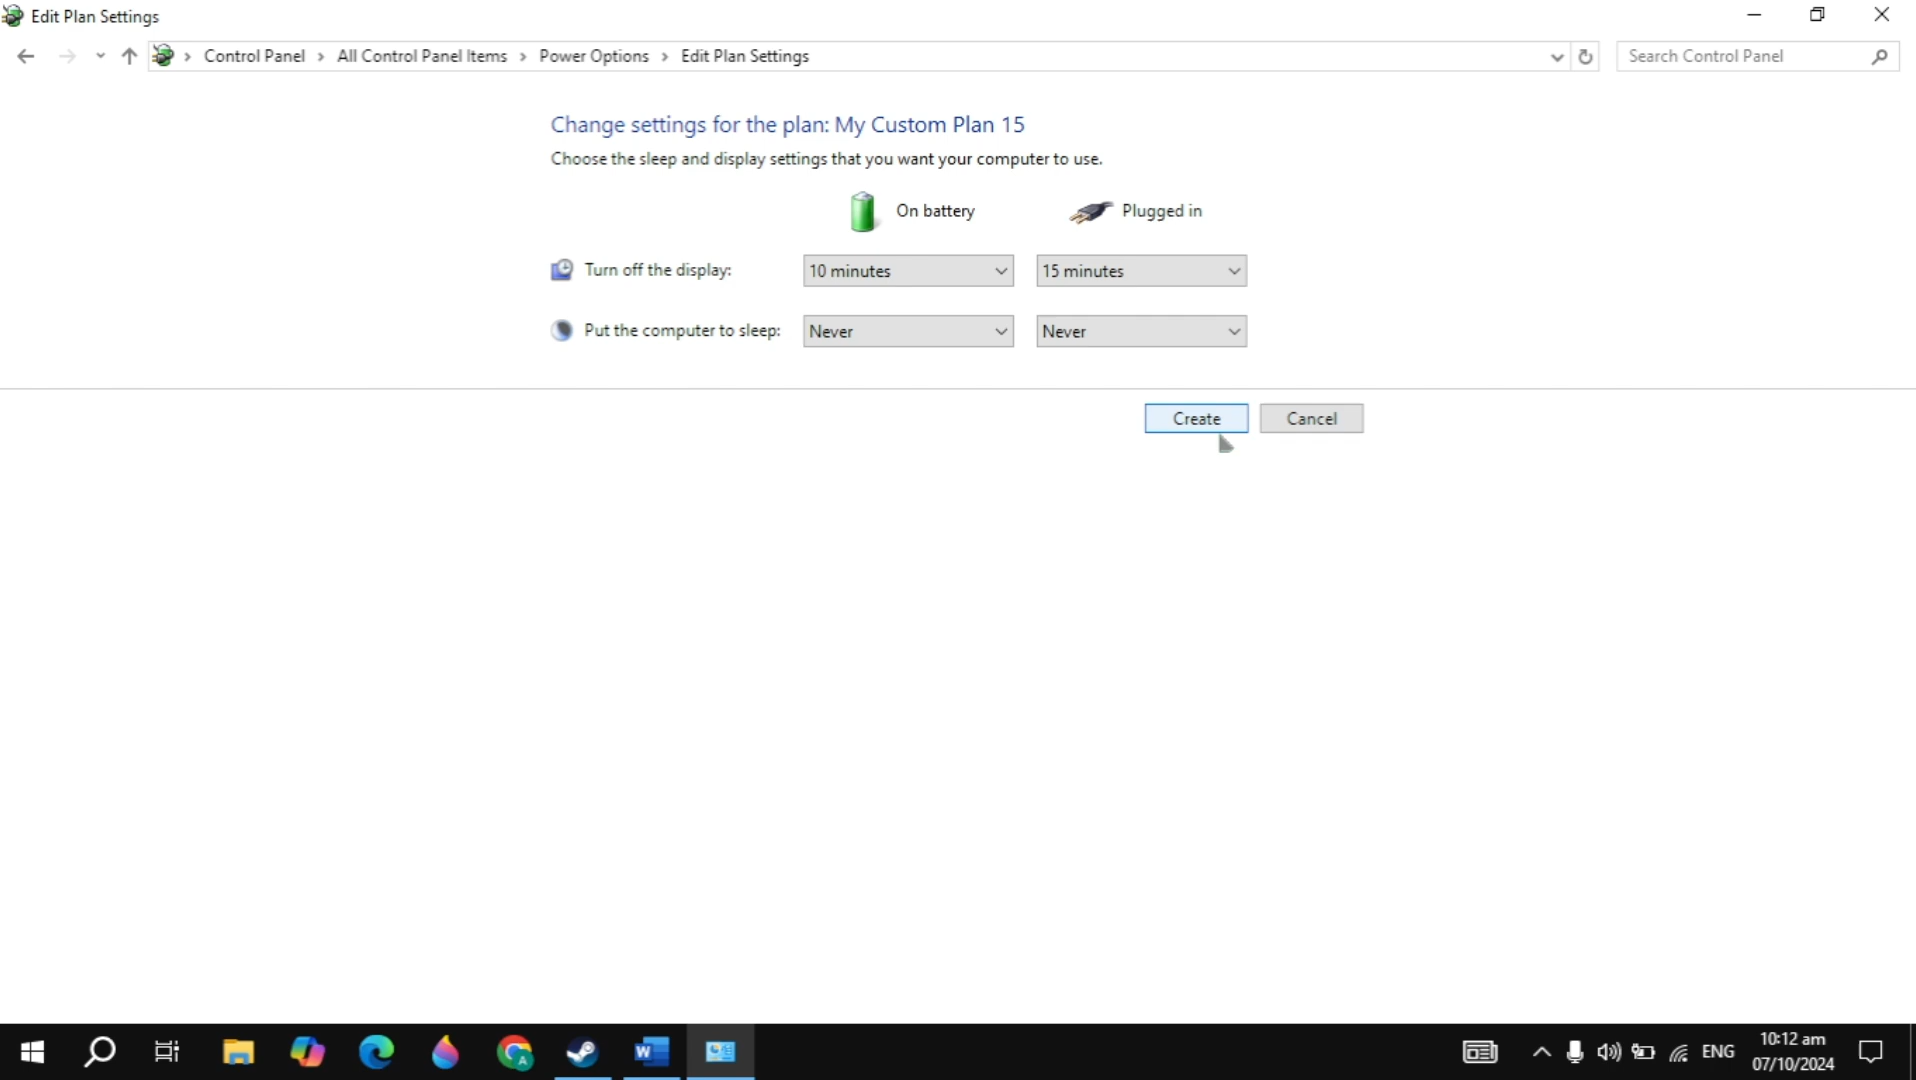 Edit Plan Settings
Control Panel > All Control Panel Items > Power Options > Edit Plan Settings
Search Control Panel
Change settings for the plan: My Custom Plan 15
Choose the sleep and display settings that you want your computer to use.
On battery Plugged in
Turn off the display: 10 minutes 15 minutes
Put the computer to sleep: Never Never
Create Cancel
ENG
10:12 am
07/10/2024